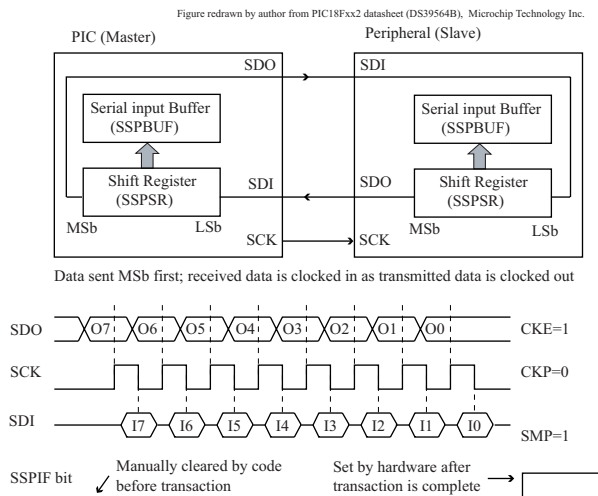 Figure redrawn by author from PIC18Fxx2 datasheet (DS39564B), Microchip Technology Inc.
PIC (Master)
Peripheral (Slave)
SDO
SDI
Serial input Buffer
(SSPBUF)
Serial input Buffer
(SSPBUF)
Shift Register
(SSPSR)
SDI
SDO
Shift Register
(SSPSR)
MSb
LSb
MSb
LSb
SCK
SCK
Data sent MSb first; received data is clocked in as transmitted data is clocked out
SDO O7 O6 O5 O4 O3 O2 O1 O0 CKE=1
SCK CKP=0
SDI I7 I6 I5 I4 I3 I2 I1 I0 SMP=1
SSPIF bit
Manually cleared by code
before transaction
Set by hardware after
transaction is complete